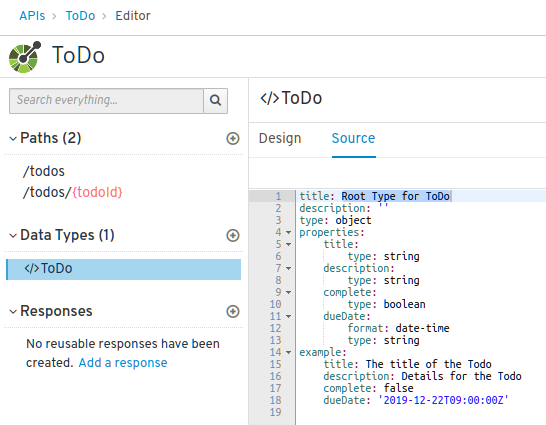 APIs > ToDo > Editor
ToDo
Search everything...
Paths (2)
/todos
/todos/{todoId}
Data Types (1)
</>ToDo
Responses
No reusable responses have been
created. Add a response
</>ToDo
Design Source
1 title: Root Type for ToDo
2 description: ''
3 type: object
4 properties:
5 title:
6 type: string
7 description:
8 type: string
9 complete:
10 type: boolean
11 dueDate:
12 format: date-time
13 type: string
14 example:
15 title: The title of the Todo
16 description: Details for the Todo
17 complete: false
18 dueDate: '2019-12-22T09:00:00Z'
19